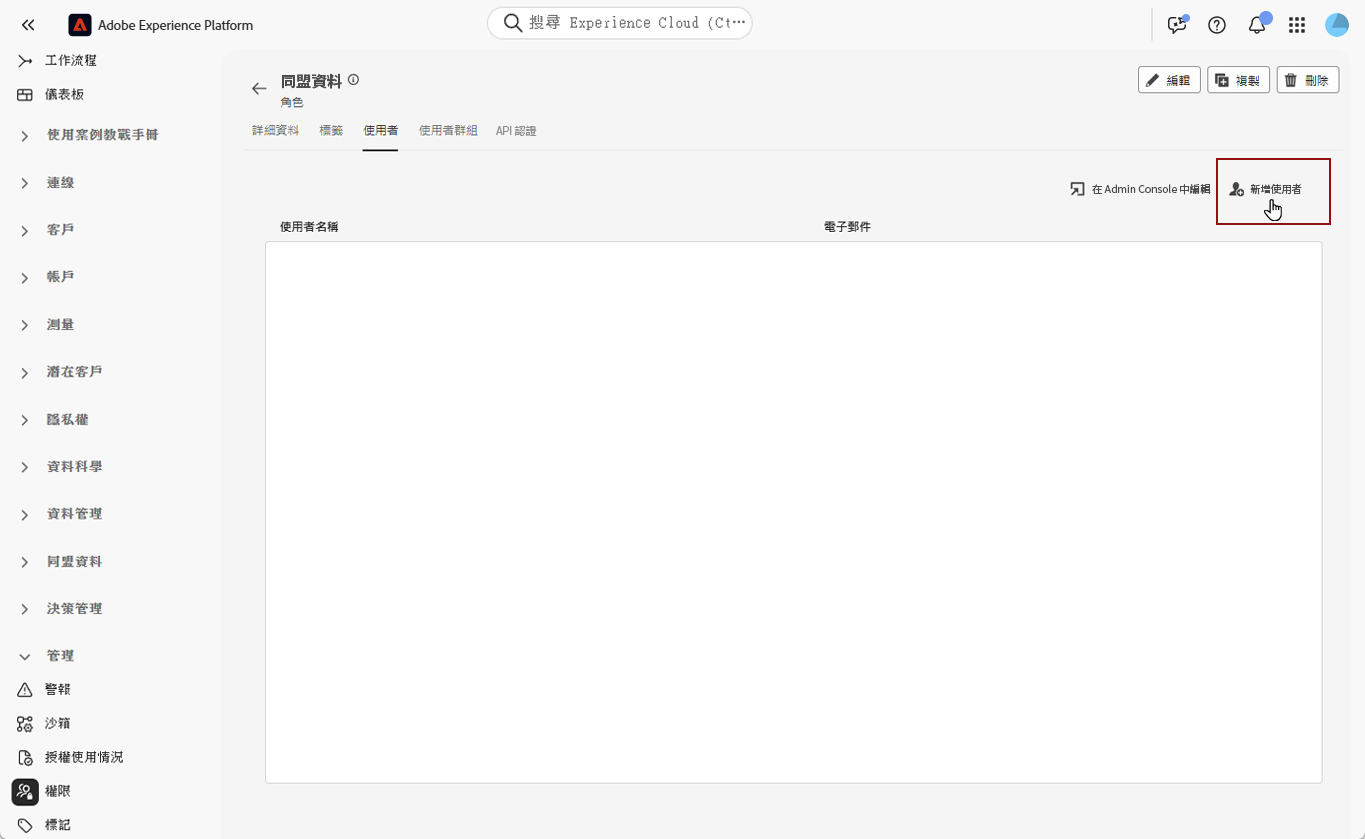 Adobe Experience Platform
搜尋 Experience Cloud (Ct…
工作流程
儀表板
使用案例教戰手冊
連線
客戶
帳戶
測量
潛在客戶
隱私權
資料科學
資料管理
同盟資料
決策管理
管理
警報
沙箱
授權使用情況
權限
標記
同盟資料
角色
編輯
複製
刪除
詳細資料 標籤 使用者 使用者群組 API 認證
在 Admin Console 中編輯
新增使用者
使用者名稱 電子郵件